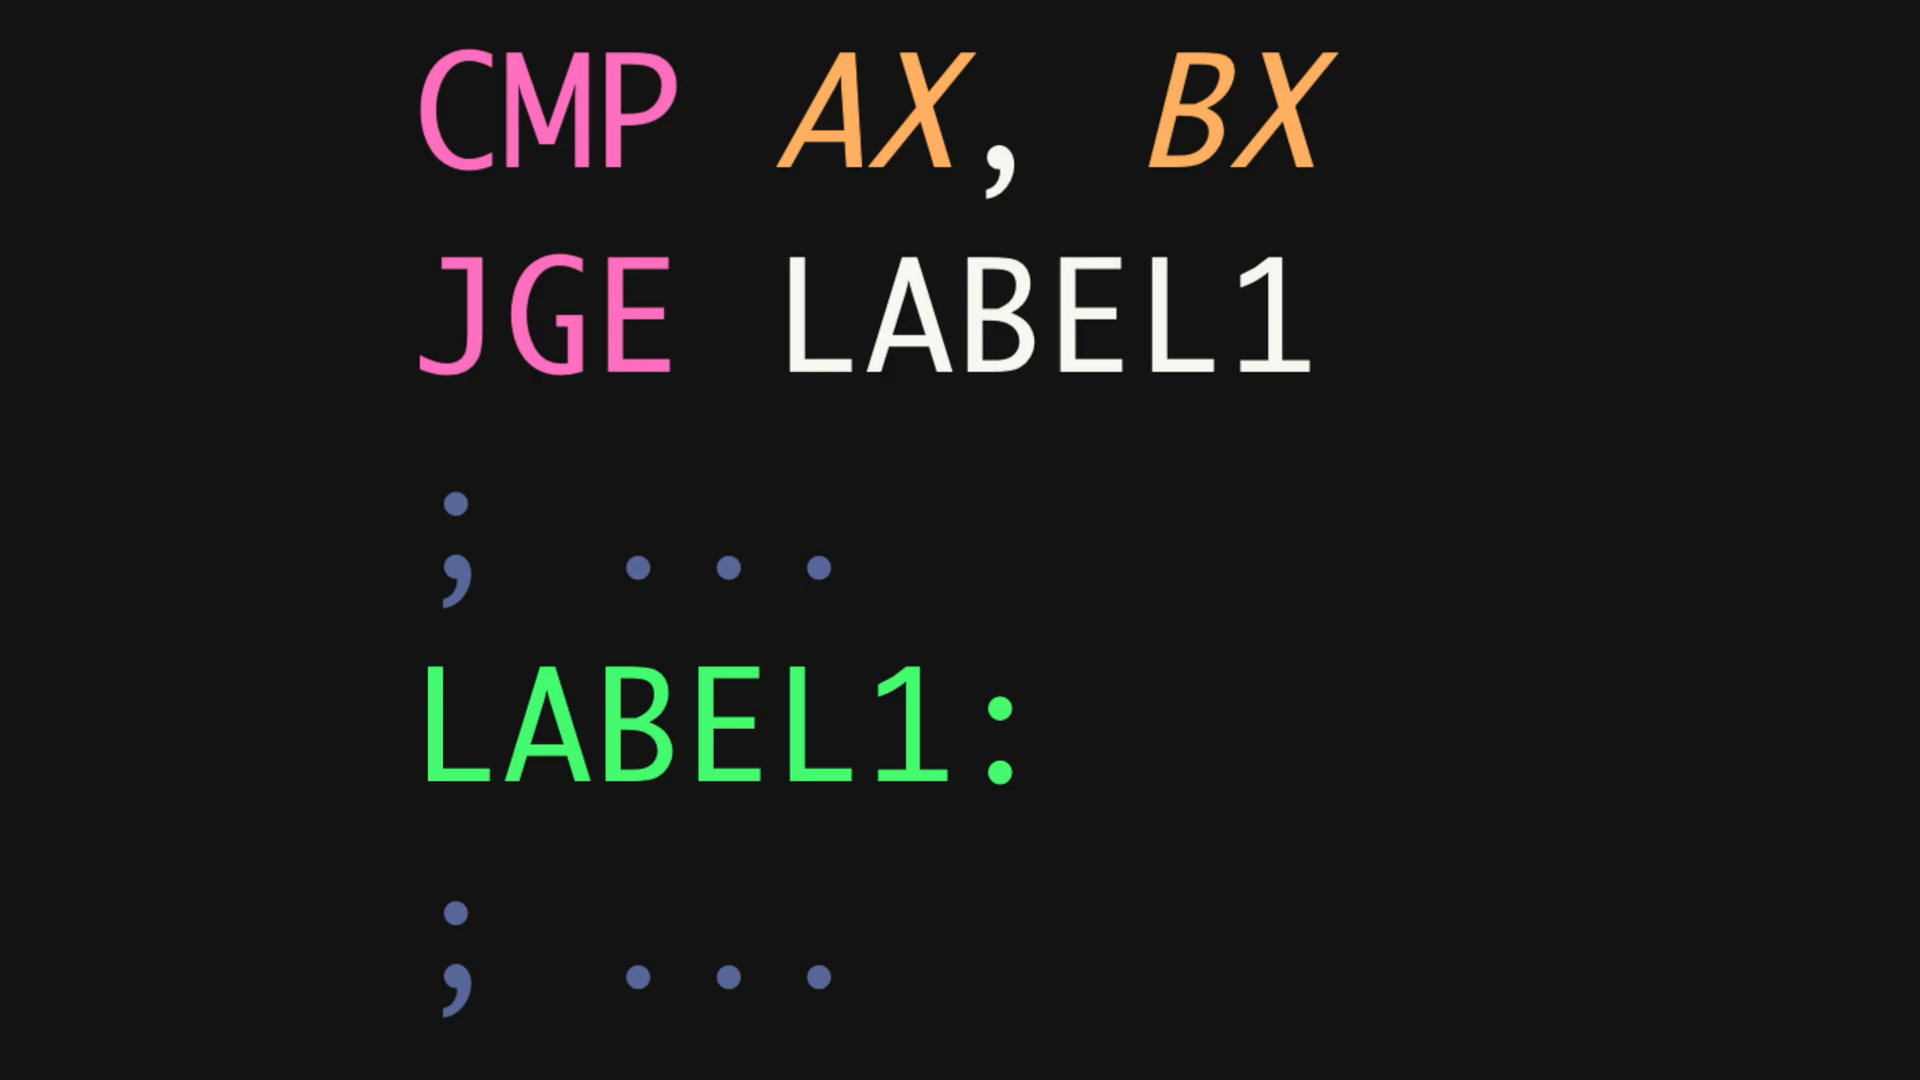 CMP AX, BX
JGE LABEL1
; ...
LABEL1:
; ...